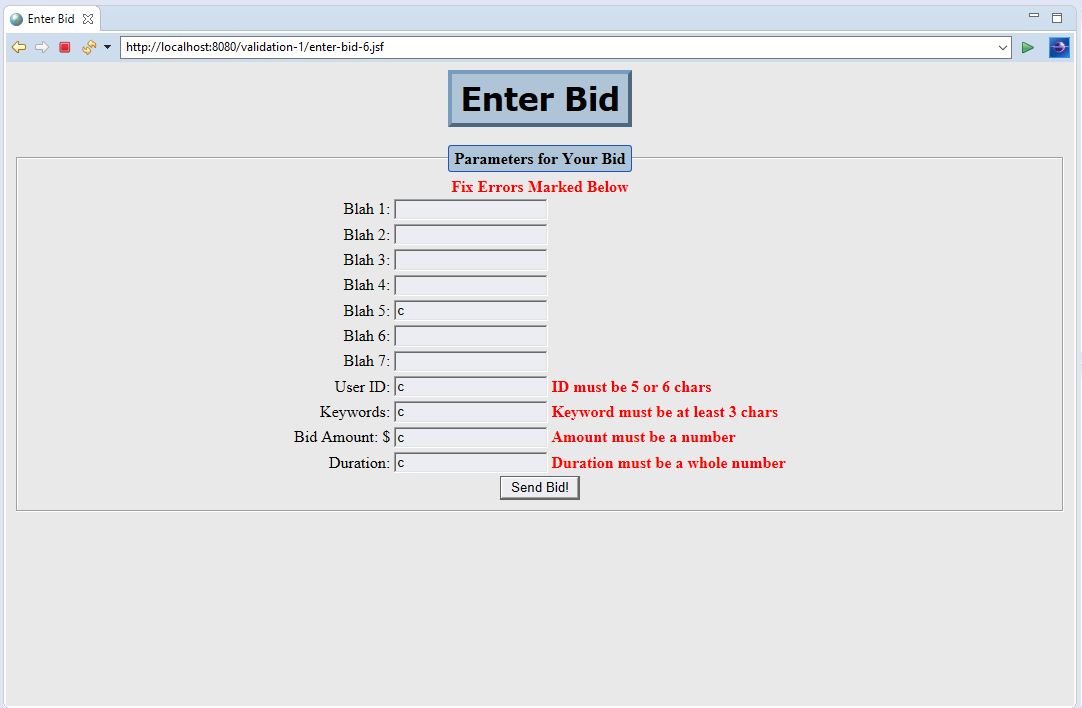 Enter Bid
http://localhost:8080/validation-1/enter-bid-6.jsf
Enter Bid
Parameters for Your Bid
Fix Errors Marked Below
Blah 1:
Blah 2:
Blah 3:
Blah 4:
Blah 5: c
Blah 6:
Blah 7:
User ID: c ID must be 5 or 6 chars
Keywords: c Keyword must be at least 3 chars
Bid Amount: $ c Amount must be a number
Duration: c Duration must be a whole number
Send Bid!